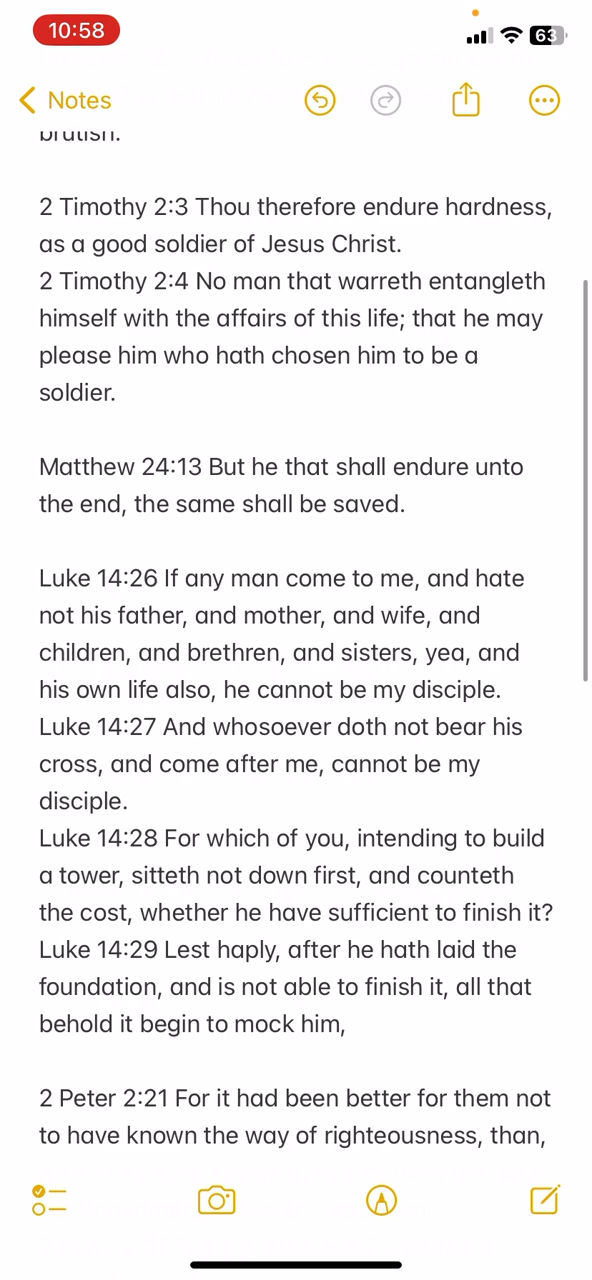 10:58
63
Notes
brutish.
2 Timothy 2:3 Thou therefore endure hardness,
as a good soldier of Jesus Christ.
2 Timothy 2:4 No man that warreth entangleth
himself with the affairs of this life; that he may
please him who hath chosen him to be a
soldier.
Matthew 24:13 But he that shall endure unto
the end, the same shall be saved.
Luke 14:26 If any man come to me, and hate
not his father, and mother, and wife, and
children, and brethren, and sisters, yea, and
his own life also, he cannot be my disciple.
Luke 14:27 And whosoever doth not bear his
cross, and come after me, cannot be my
disciple.
Luke 14:28 For which of you, intending to build
a tower, sitteth not down first, and counteth
the cost, whether he have sufficient to finish it?
Luke 14:29 Lest haply, after he hath laid the
foundation, and is not able to finish it, all that
behold it begin to mock him,
2 Peter 2:21 For it had been better for them not
to have known the way of righteousness, than,